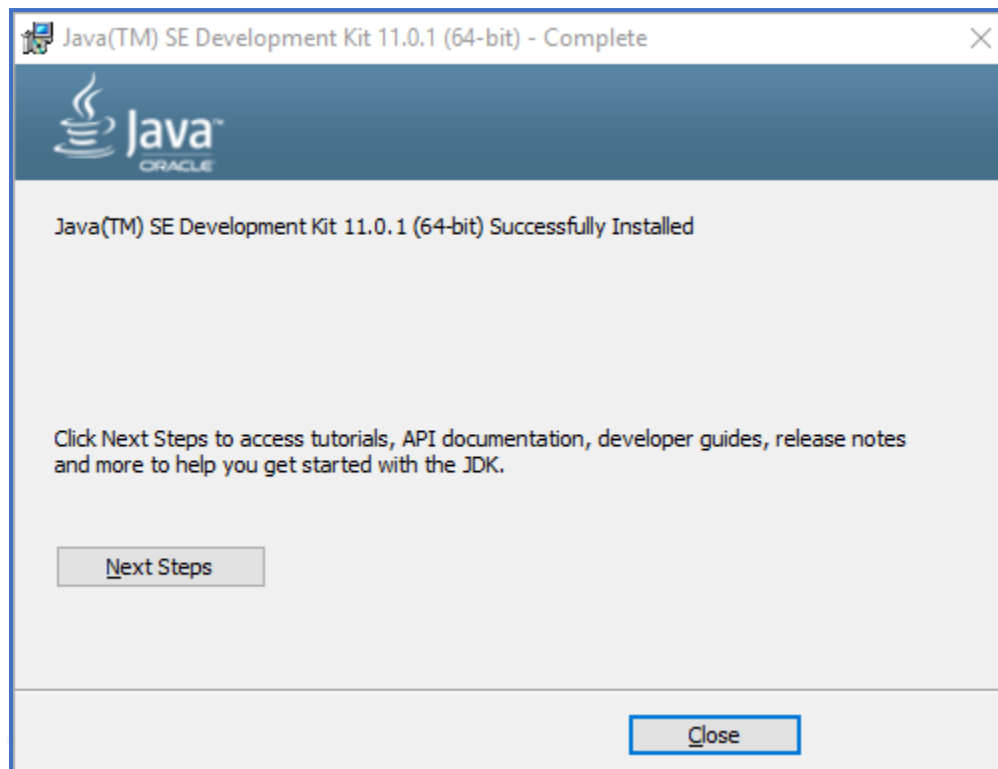 Java(TM) SE Development Kit 11.0.1 (64-bit) - Complete
Java™
ORACLE
Java(TM) SE Development Kit 11.0.1 (64-bit) Successfully Installed
Click Next Steps to access tutorials, API documentation, developer guides, release notes
and more to help you get started with the JDK.
Next Steps
Close